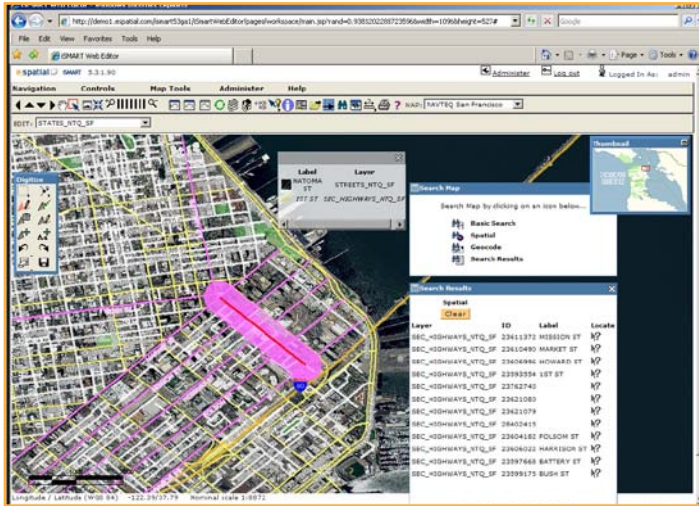 http://demo1.espatial.com/ismart53ga1/iSmartWebEditor/pages/workspace/main.jsp?rand=0.9385202288723596&width=1096&height=527#
Google
File Edit View Favorites Tools Help
iSMART Web Editor
Page Tools
espatial iSMART 5.3.1.90
Administer Log out Logged In As: admin
Navigation Controls Map Tools Administer Help
MAP: NAVTEQ San Francisco
EDIT: STATES_NTQ_SF
Digitize
Thumbnail
Label Layer
NATOMA ST STREETS_NTQ_SF
1ST ST SEC_HIGHWAYS_NTQ_SF
Search Map
Search Map by clicking on an icon below...
Basic Search
Spatial
Geocode
Search Results
Search Results
Spatial
Clear
Layer ID Label Locate
SEC_HIGHWAYS_NTQ_SF 23611372 MISSION ST
SEC_HIGHWAYS_NTQ_SF 23610490 MARKET ST
SEC_HIGHWAYS_NTQ_SF 23606996 HOWARD ST
SEC_HIGHWAYS_NTQ_SF 23593554 1ST ST
SEC_HIGHWAYS_NTQ_SF 23762740
SEC_HIGHWAYS_NTQ_SF 23621080
SEC_HIGHWAYS_NTQ_SF 23621079
SEC_HIGHWAYS_NTQ_SF 28402415
SEC_HIGHWAYS_NTQ_SF 23604182 FOLSOM ST
SEC_HIGHWAYS_NTQ_SF 23606022 HARRISON ST
SEC_HIGHWAYS_NTQ_SF 23597668 BATTERY ST
SEC_HIGHWAYS_NTQ_SF 23599175 BUSH ST
Longitude / Latitude (WGS 84) -122.39/37.79 Nominal scale 1:8872